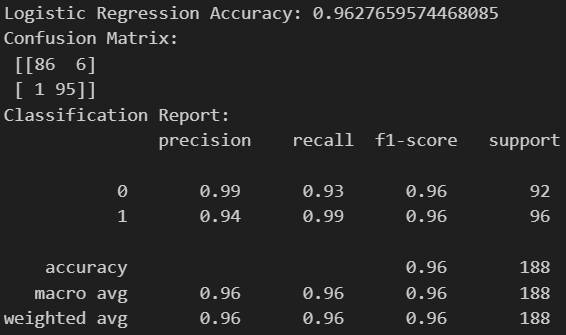 Logistic Regression Accuracy: 0.9627659574468085
Confusion Matrix:
[[86  6]
[ 1 95]]
Classification Report:
precision recall f1-score support
0 0.99 0.93 0.96 92
1 0.94 0.99 0.96 96
accuracy 0.96 188
macro avg 0.96 0.96 0.96 188
weighted avg 0.96 0.96 0.96 188